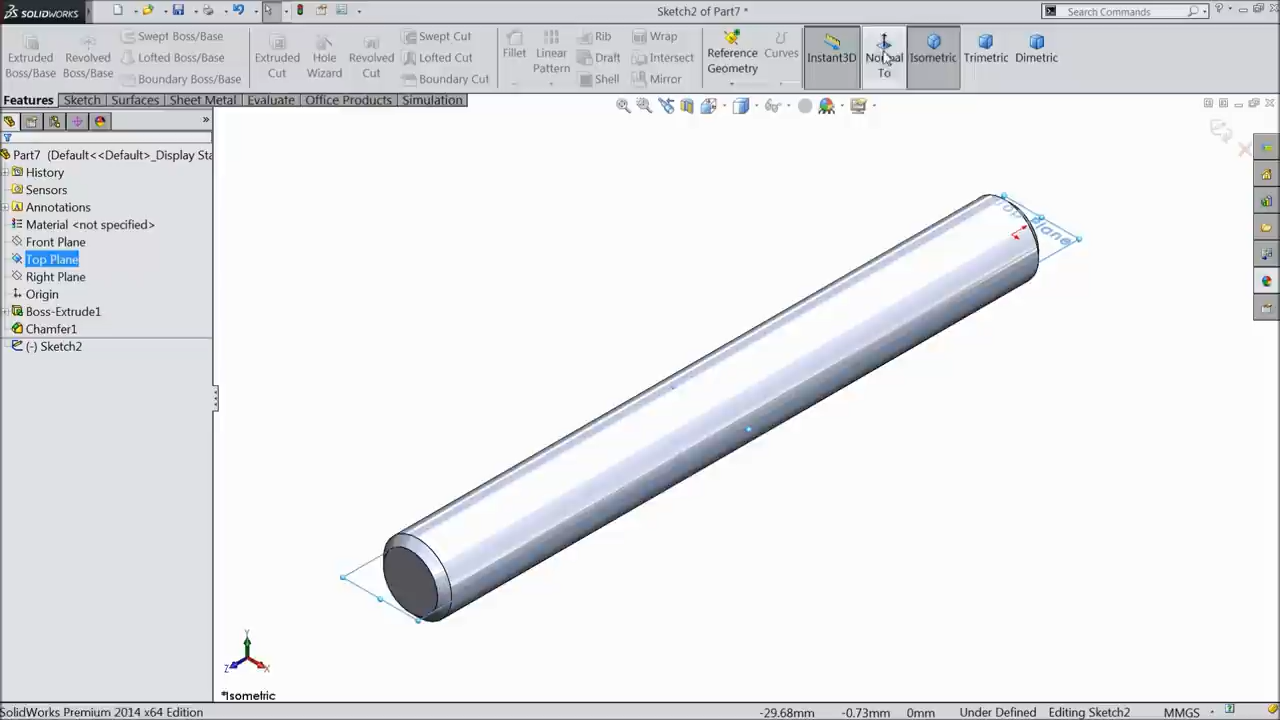 SOLIDWORKS
Sketch2 of Part7 *
Search Commands
Extruded Boss/Base
Revolved Boss/Base
Swept Boss/Base
Lofted Boss/Base
Boundary Boss/Base
Extruded Cut
Hole Wizard
Revolved Cut
Swept Cut
Lofted Cut
Boundary Cut
Fillet
Linear Pattern
Rib
Draft
Shell
Wrap
Intersect
Mirror
Reference Geometry
Curves
Instant3D
Normal To
Isometric
Trimetric
Dimetric
Features
Sketch
Surfaces
Sheet Metal
Evaluate
Office Products
Simulation
Part7 (Default<<Default>_Display Sta
History
Sensors
Annotations
Material <not specified>
Front Plane
Top Plane
Right Plane
Origin
Boss-Extrude1
Chamfer1
(-) Sketch2
Top Plane
Y
Z
X
*Isometric
SolidWorks Premium 2014 x64 Edition
-29.68mm
-0.73mm
0mm
Under Defined
Editing Sketch2
MMGS